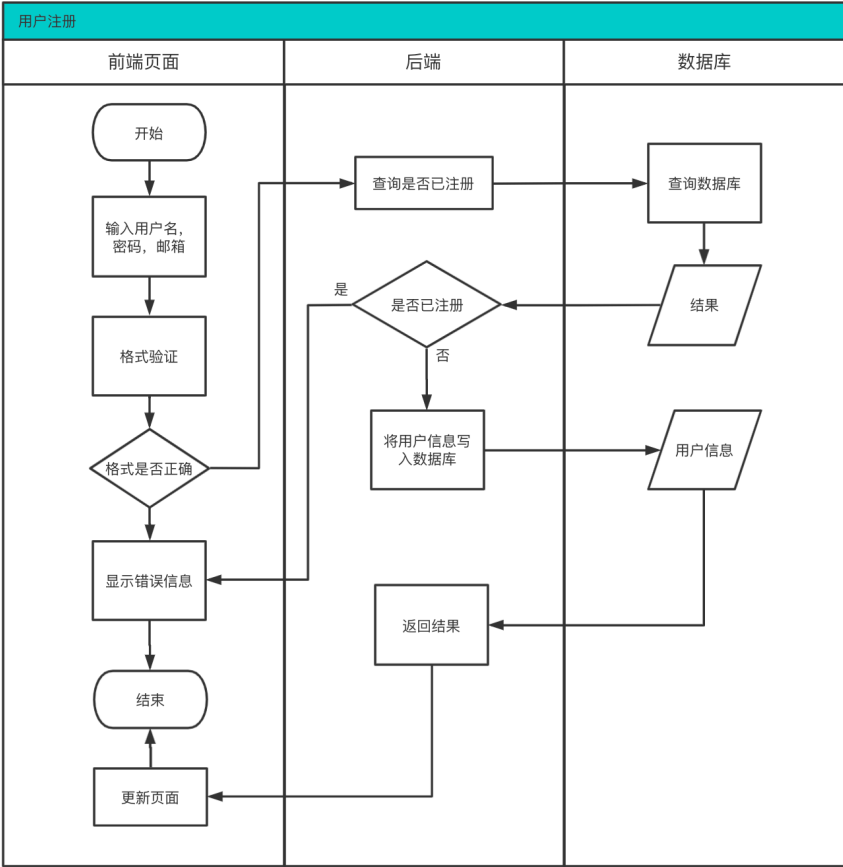 用户注册
前端页面
后端
数据库
开始
输入用户名，
密码，邮箱
格式验证
格式是否正确
显示错误信息
结束
更新页面
查询是否已注册
是
是否已注册
否
将用户信息写
入数据库
返回结果
查询数据库
结果
用户信息